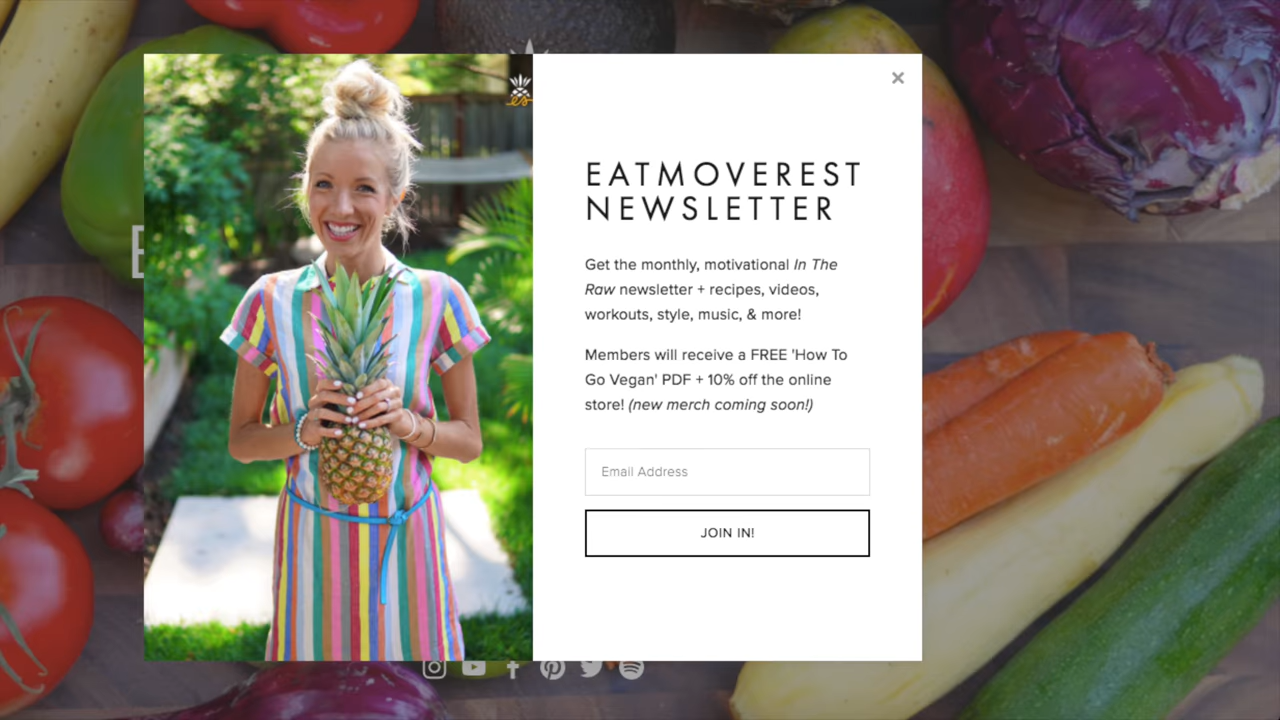 es
EATMOVEREST
NEWSLETTER
Get the monthly, motivational In The
Raw newsletter + recipes, videos,
workouts, style, music, & more!
Members will receive a FREE 'How To
Go Vegan' PDF + 10% off the online
store! (new merch coming soon!)
Email Address
JOIN IN!